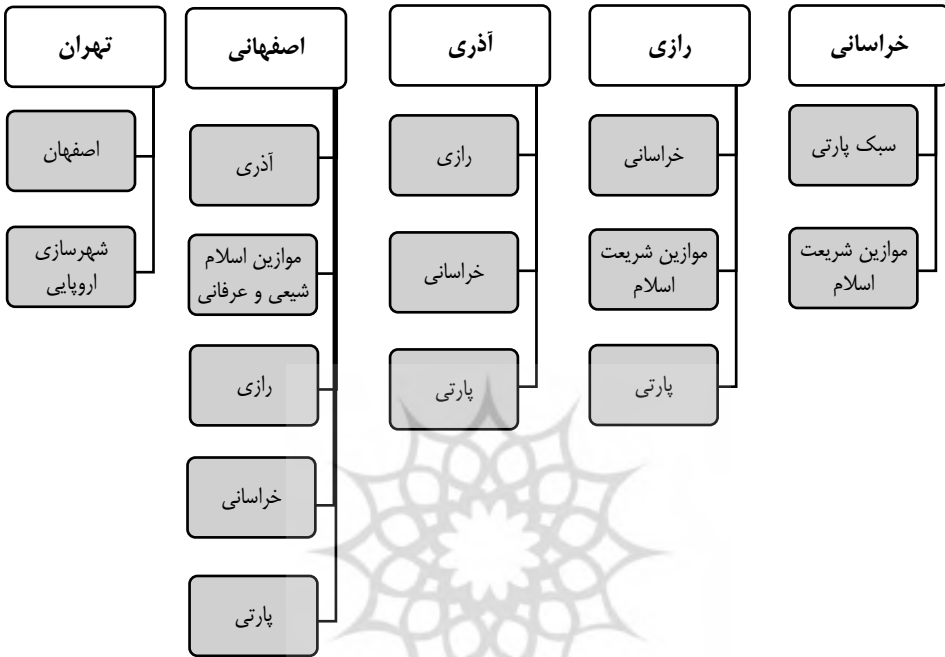 خراسانی
سبک پارتی
موازین شریعت
اسلام
رازی
خراسانی
موازین شریعت
اسلام
پارتی
آذری
رازی
خراسانی
پارتی
اصفهانی
آذری
موازین اسلام
شیعی و عرفانی
رازی
خراسانی
پارتی
تهران
اصفهان
شهرسازی
اروپایی